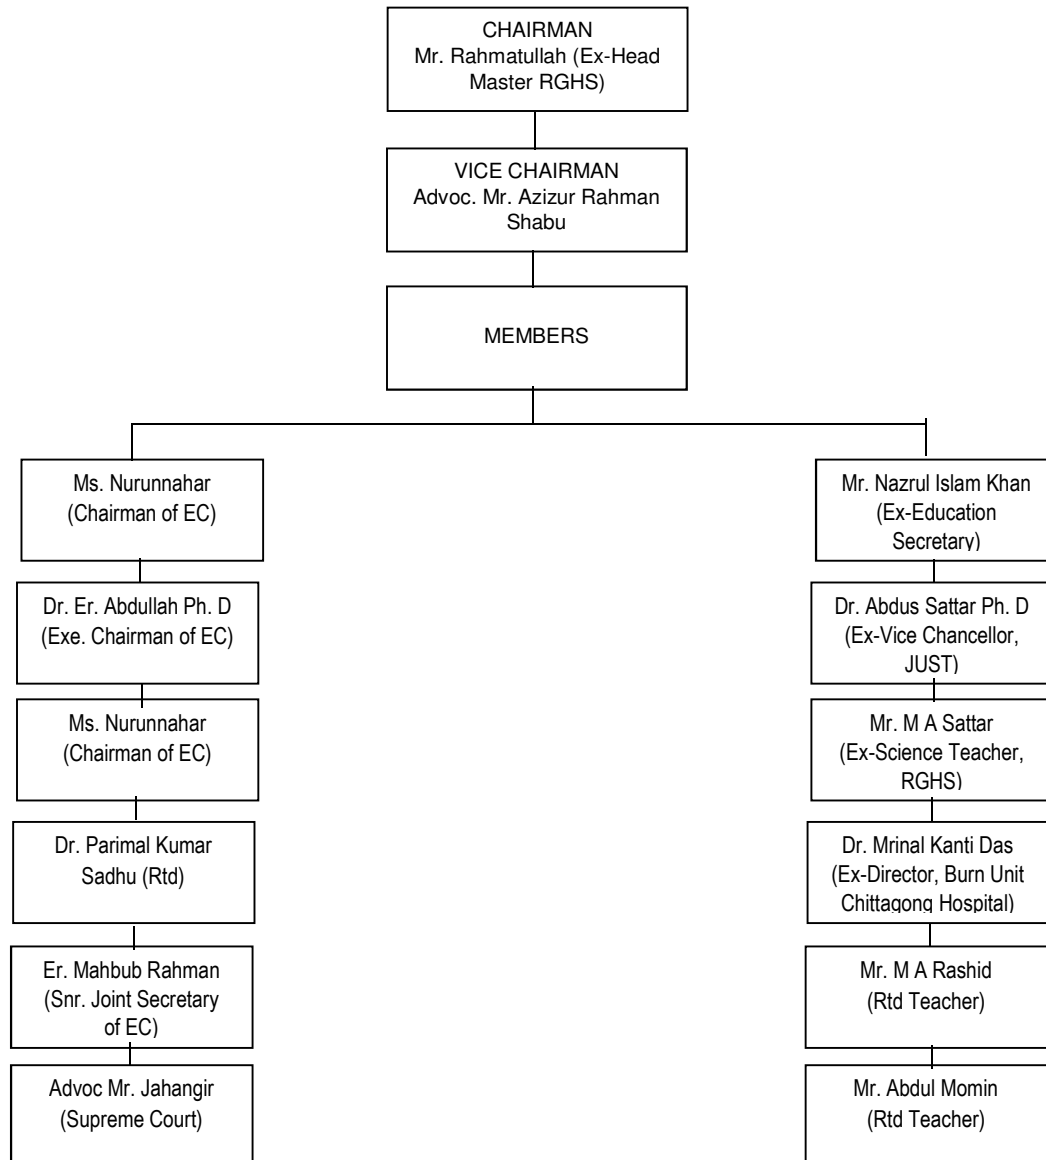 CHAIRMAN
Mr. Rahmatullah (Ex-Head
Master RGHS)
VICE CHAIRMAN
Advoc. Mr. Azizur Rahman
Shabu
MEMBERS
Ms. Nurunnahar
(Chairman of EC)
Dr. Er. Abdullah Ph. D
(Exe. Chairman of EC)
Ms. Nurunnahar
(Chairman of EC)
Dr. Parimal Kumar
Sadhu (Rtd)
Er. Mahbub Rahman
(Snr. Joint Secretary
of EC)
Advoc Mr. Jahangir
(Supreme Court)
Mr. Nazrul Islam Khan
(Ex-Education
Secretary)
Dr. Abdus Sattar Ph. D
(Ex-Vice Chancellor,
JUST)
Mr. M A Sattar
(Ex-Science Teacher,
RGHS)
Dr. Mrinal Kanti Das
(Ex-Director, Burn Unit
Chittagong Hospital)
Mr. M A Rashid
(Rtd Teacher)
Mr. Abdul Momin
(Rtd Teacher)